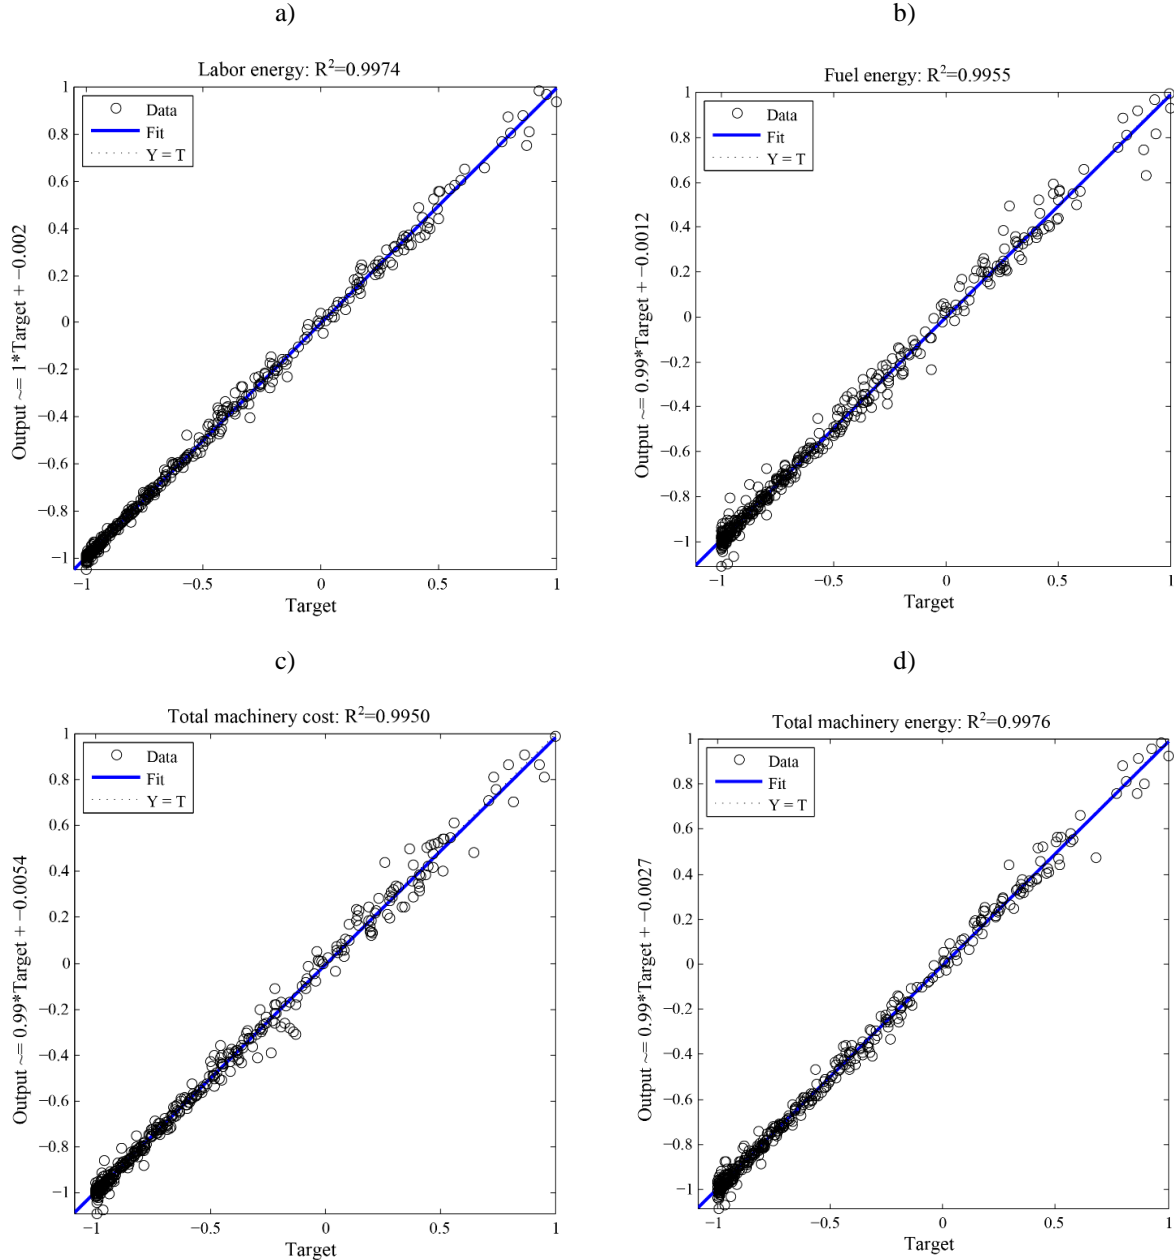 a)
Labor energy: R²=0.9974
1
0.8
0.6
0.4
0.2
0
−0.2
−0.4
−0.6
−0.8
−1
Output ~= 1*Target + −0.002
Data
Fit
Y = T
−1 −0.5 0 0.5 1
Target
b)
Fuel energy: R²=0.9955
1
0.8
0.6
0.4
0.2
0
−0.2
−0.4
−0.6
−0.8
−1
Output ~= 0.99*Target + −0.0012
Data
Fit
Y = T
−1 −0.5 0 0.5 1
Target
c)
Total machinery cost: R²=0.9950
1
0.8
0.6
0.4
0.2
0
−0.2
−0.4
−0.6
−0.8
−1
Output ~= 0.99*Target + −0.0054
Data
Fit
Y = T
−1 −0.5 0 0.5 1
Target
d)
Total machinery energy: R²=0.9976
1
0.8
0.6
0.4
0.2
0
−0.2
−0.4
−0.6
−0.8
−1
Output ~= 0.99*Target + −0.0027
Data
Fit
Y = T
−1 −0.5 0 0.5 1
Target